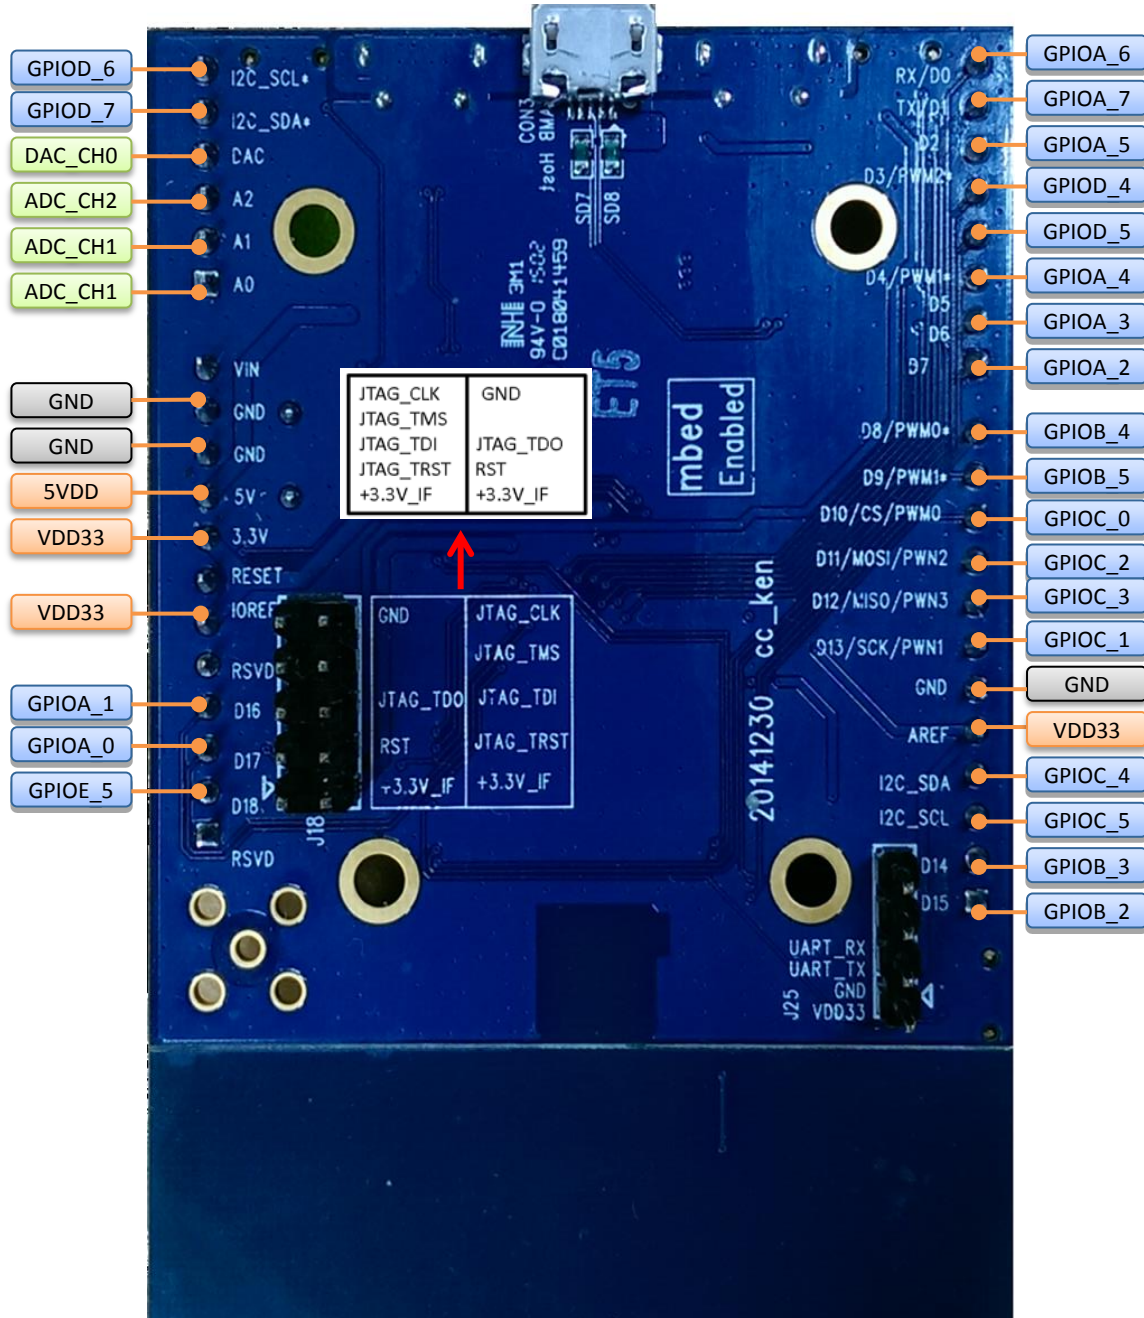 GPIOD_6
GPIOD_7
DAC_CH0
ADC_CH2
ADC_CH1
ADC_CH1
GND
GND
5VDD
VDD33
VDD33
GPIOA_1
GPIOA_0
GPIOE_5
I2C_SCL*
I2C_SDA*
DAC
A2
A1
A0
VIN
GND
GND
5V
3.3V
RESET
IOREF
RSVD
D16
D17
D18
RSVD
J18
CON3
SD7
SD8
3M1
94V-0 1502
C018041459
ET5
mbed
Enabled
JTAG_CLK GND
JTAG_TMS
JTAG_TDI JTAG_TDO
JTAG_TRST RST
+3.3V_IF +3.3V_IF
GND JTAG_CLK
JTAG_TMS
JTAG_TDO JTAG_TDI
RST JTAG_TRST
+3.3V_IF +3.3V_IF
20141230 cc_ken
RX/D0
TX/D1
D2
D3/PWM2*
D4/PWM1*
D5
D6
D7
D8/PWM0*
D9/PWM1*
D10/CS/PWM0
D11/MOSI/PWN2
D12/MISO/PWN3
D13/SCK/PWN1
GND
AREF
I2C_SDA
I2C_SCL
D14
D15
UART_RX
UART_TX
GND
VDD33
J25
GPIOA_6
GPIOA_7
GPIOA_5
GPIOD_4
GPIOD_5
GPIOA_4
GPIOA_3
GPIOA_2
GPIOB_4
GPIOB_5
GPIOC_0
GPIOC_2
GPIOC_3
GPIOC_1
GND
VDD33
GPIOC_4
GPIOC_5
GPIOB_3
GPIOB_2